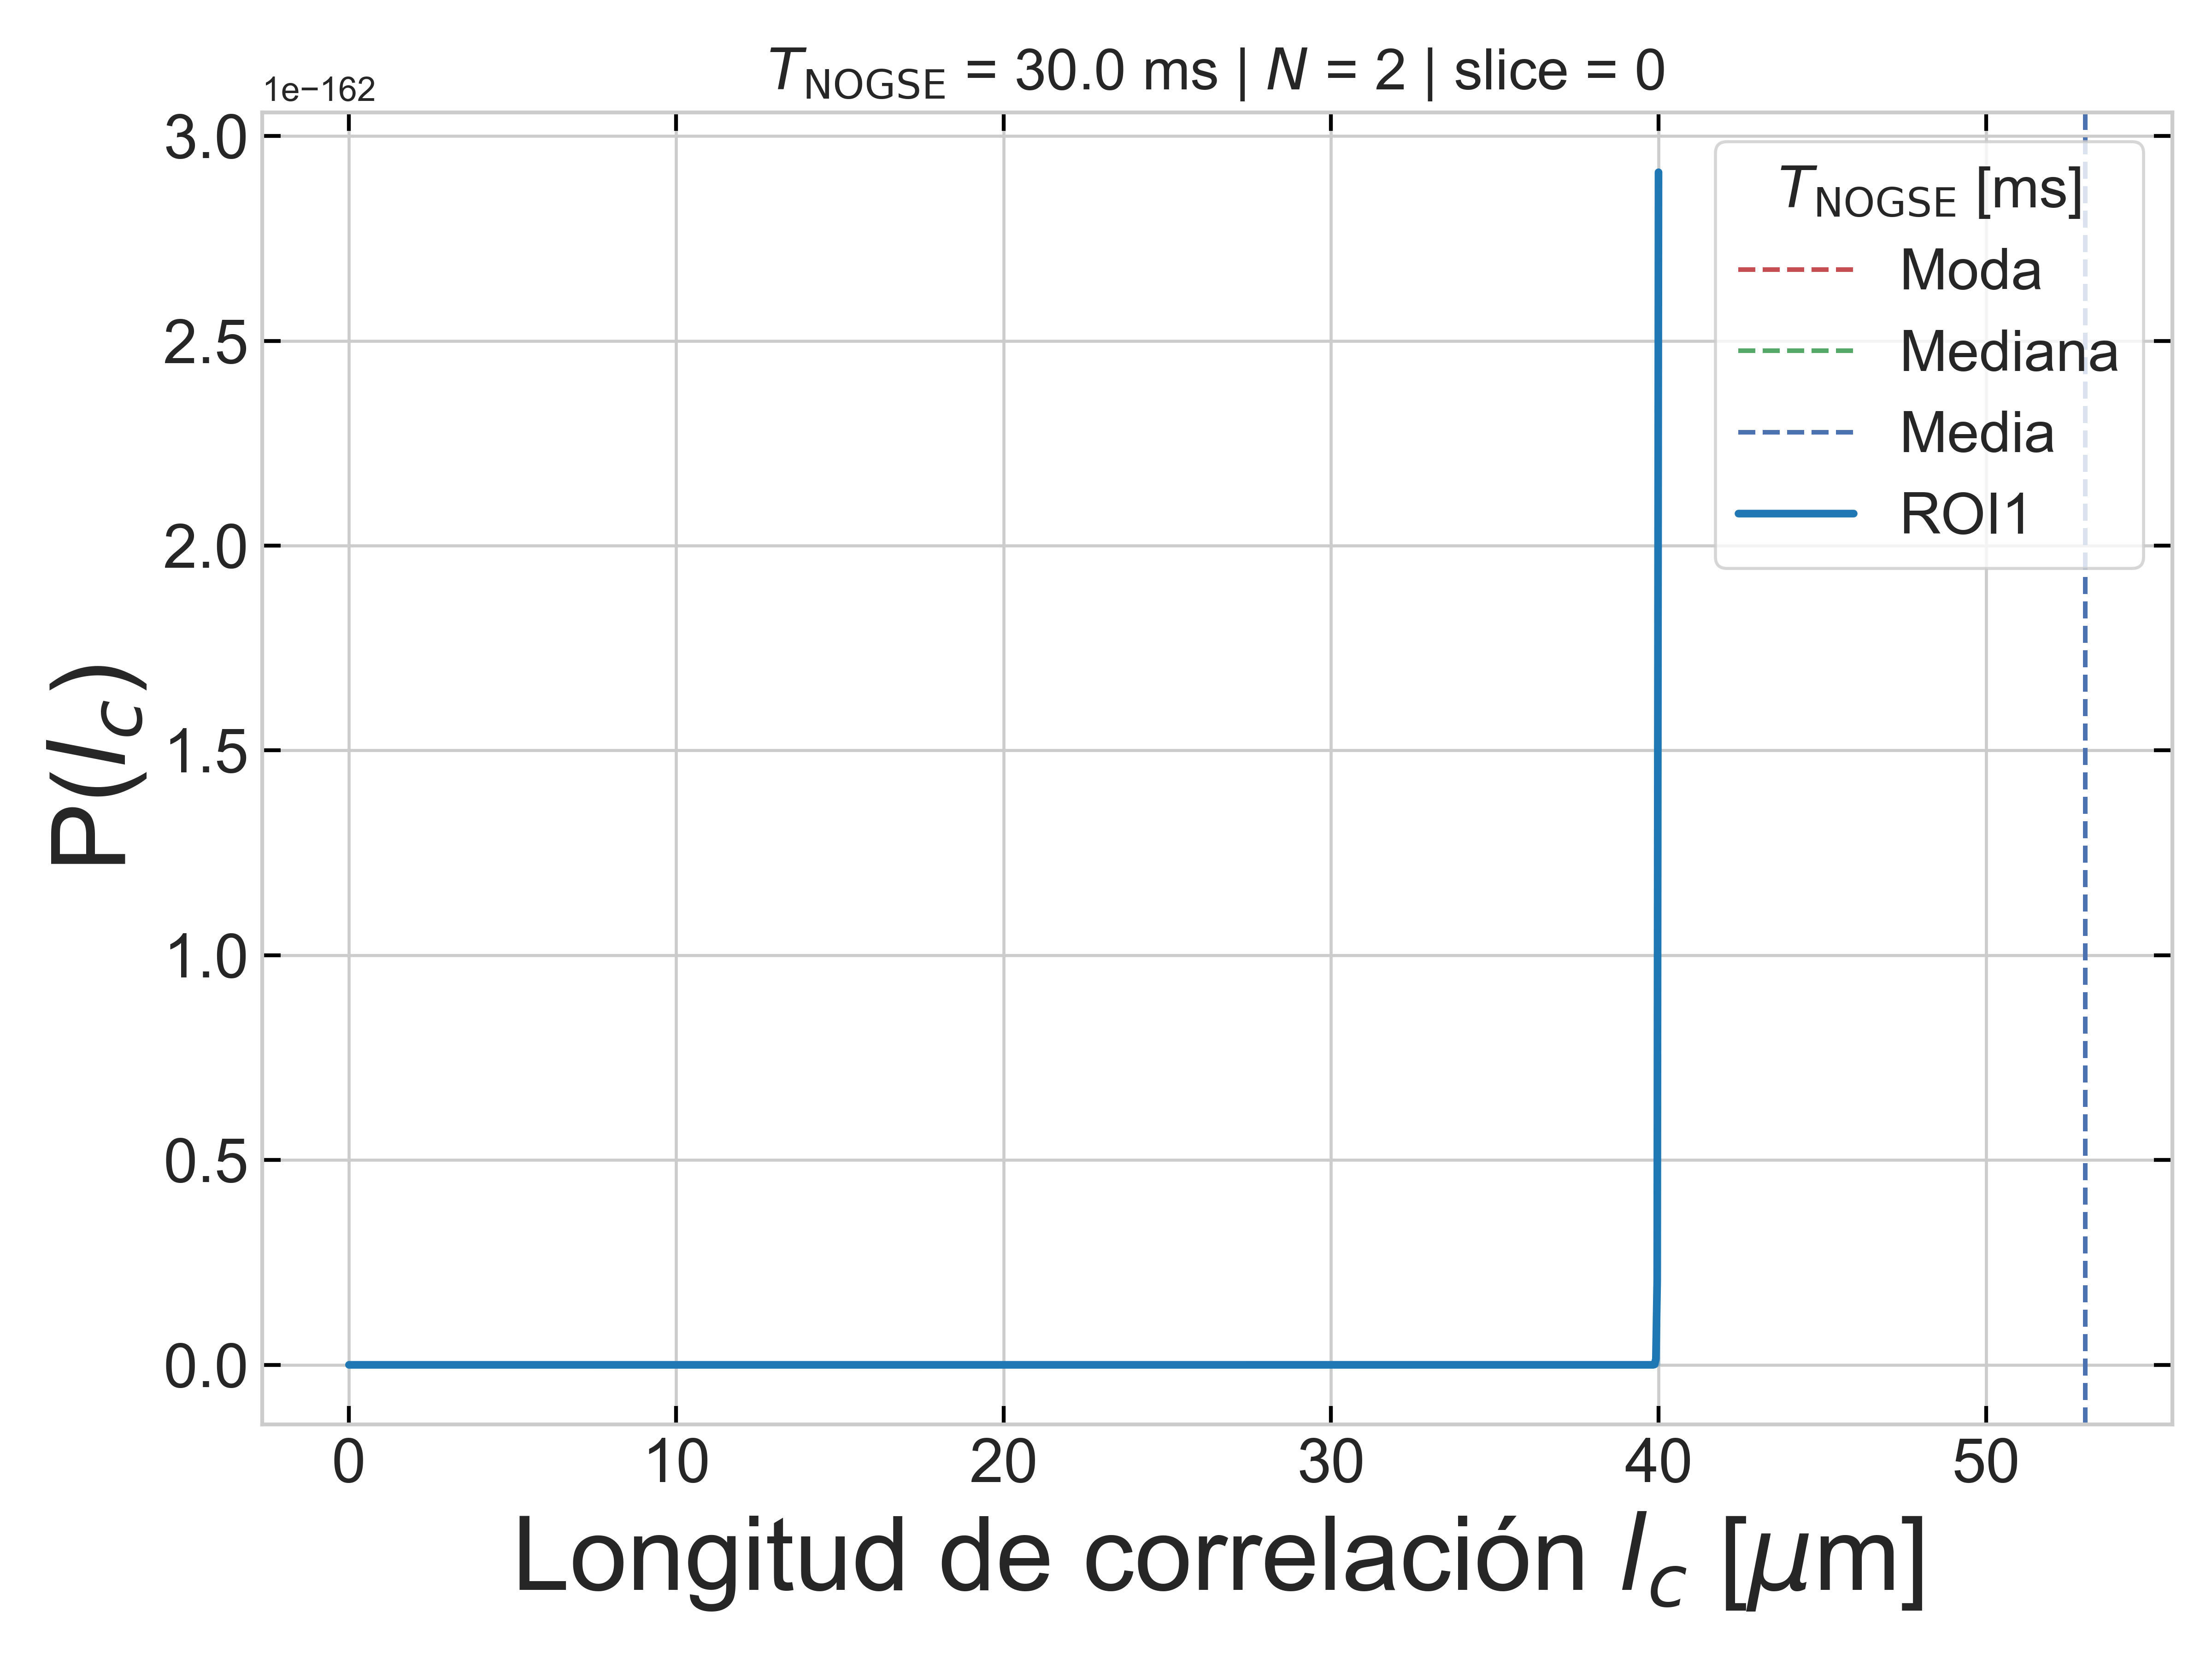 T_NOGSE = 30.0 ms | N = 2 | slice = 0
1e−162
3.0
2.5
2.0
1.5
1.0
0.5
0.0
P(l_c)
T_NOGSE [ms]
Moda
Mediana
Media
ROI1
0 10 20 30 40 50
Longitud de correlación l_c [μm]